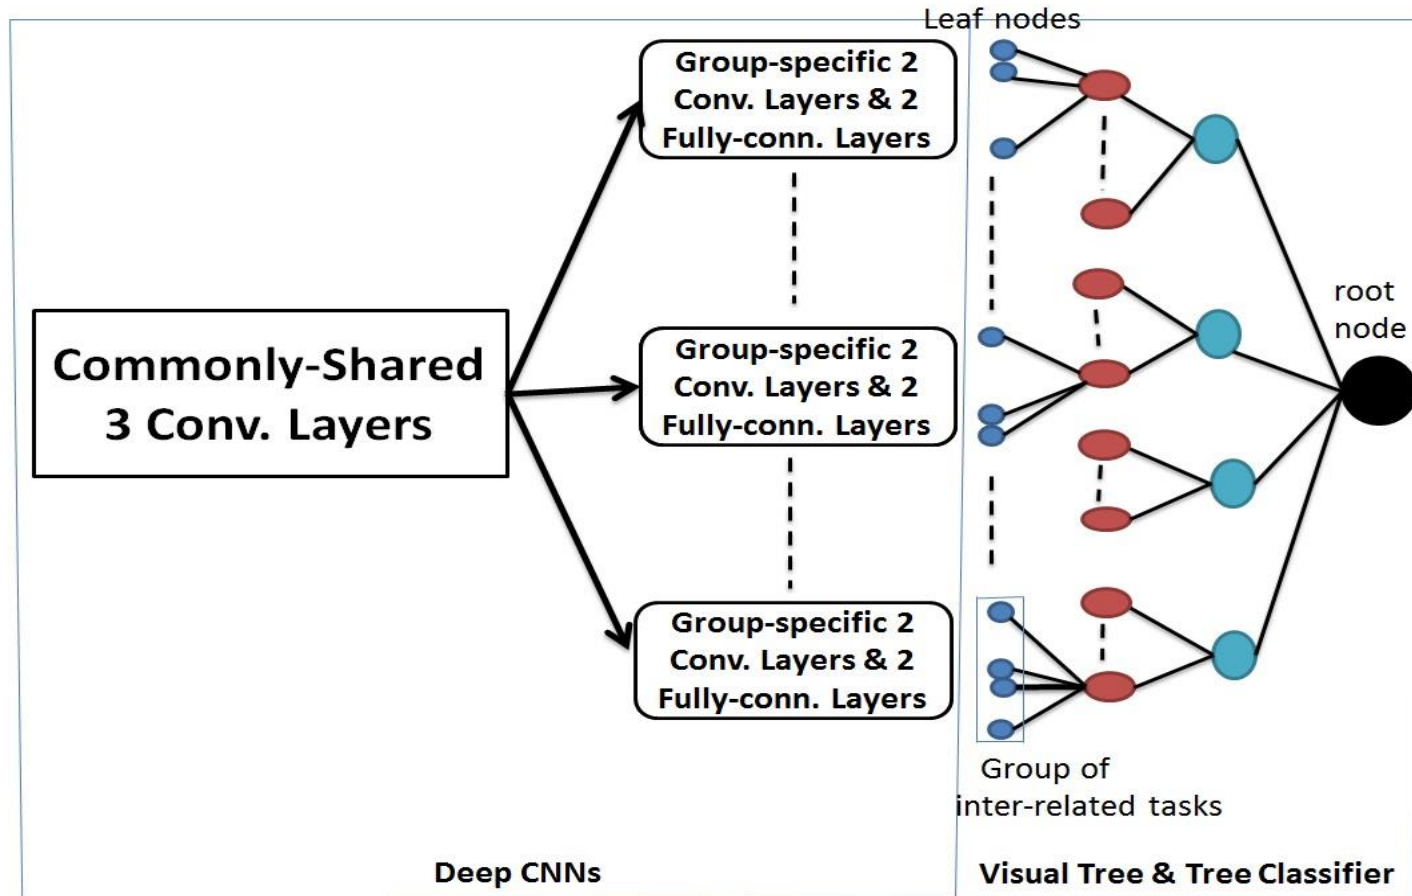 Leaf nodes
Group-specific 2
Conv. Layers & 2
Fully-conn. Layers
Commonly-Shared
3 Conv. Layers
Group-specific 2
Conv. Layers & 2
Fully-conn. Layers
root
node
Group-specific 2
Conv. Layers & 2
Fully-conn. Layers
Group of
inter-related tasks
Deep CNNs
Visual Tree & Tree Classifier